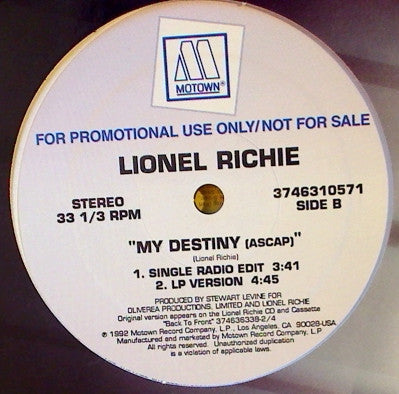 MOTOWN®
FOR PROMOTIONAL USE ONLY/NOT FOR SALE
LIONEL RICHIE
STEREO
33 1/3 RPM
3746310571
SIDE B
"MY DESTINY (ASCAP)"
(Lionel Richie)
1. SINGLE RADIO EDIT 3:41
2. LP VERSION 4:45
PRODUCED BY STEWART LEVINE FOR
OLIVEREA PRODUCTIONS, LIMITED AND LIONEL RICHIE
Original version appears on the Lionel Richie CD and Cassette
"Back To Front" 374636338-2/4
℗ 1992 Motown Record Company, L.P., Los Angeles, CA 90028-USA
Manufactured and marketed by Motown Record Company, L.P.
All rights reserved. Unauthorized duplication
is a violation of applicable laws.